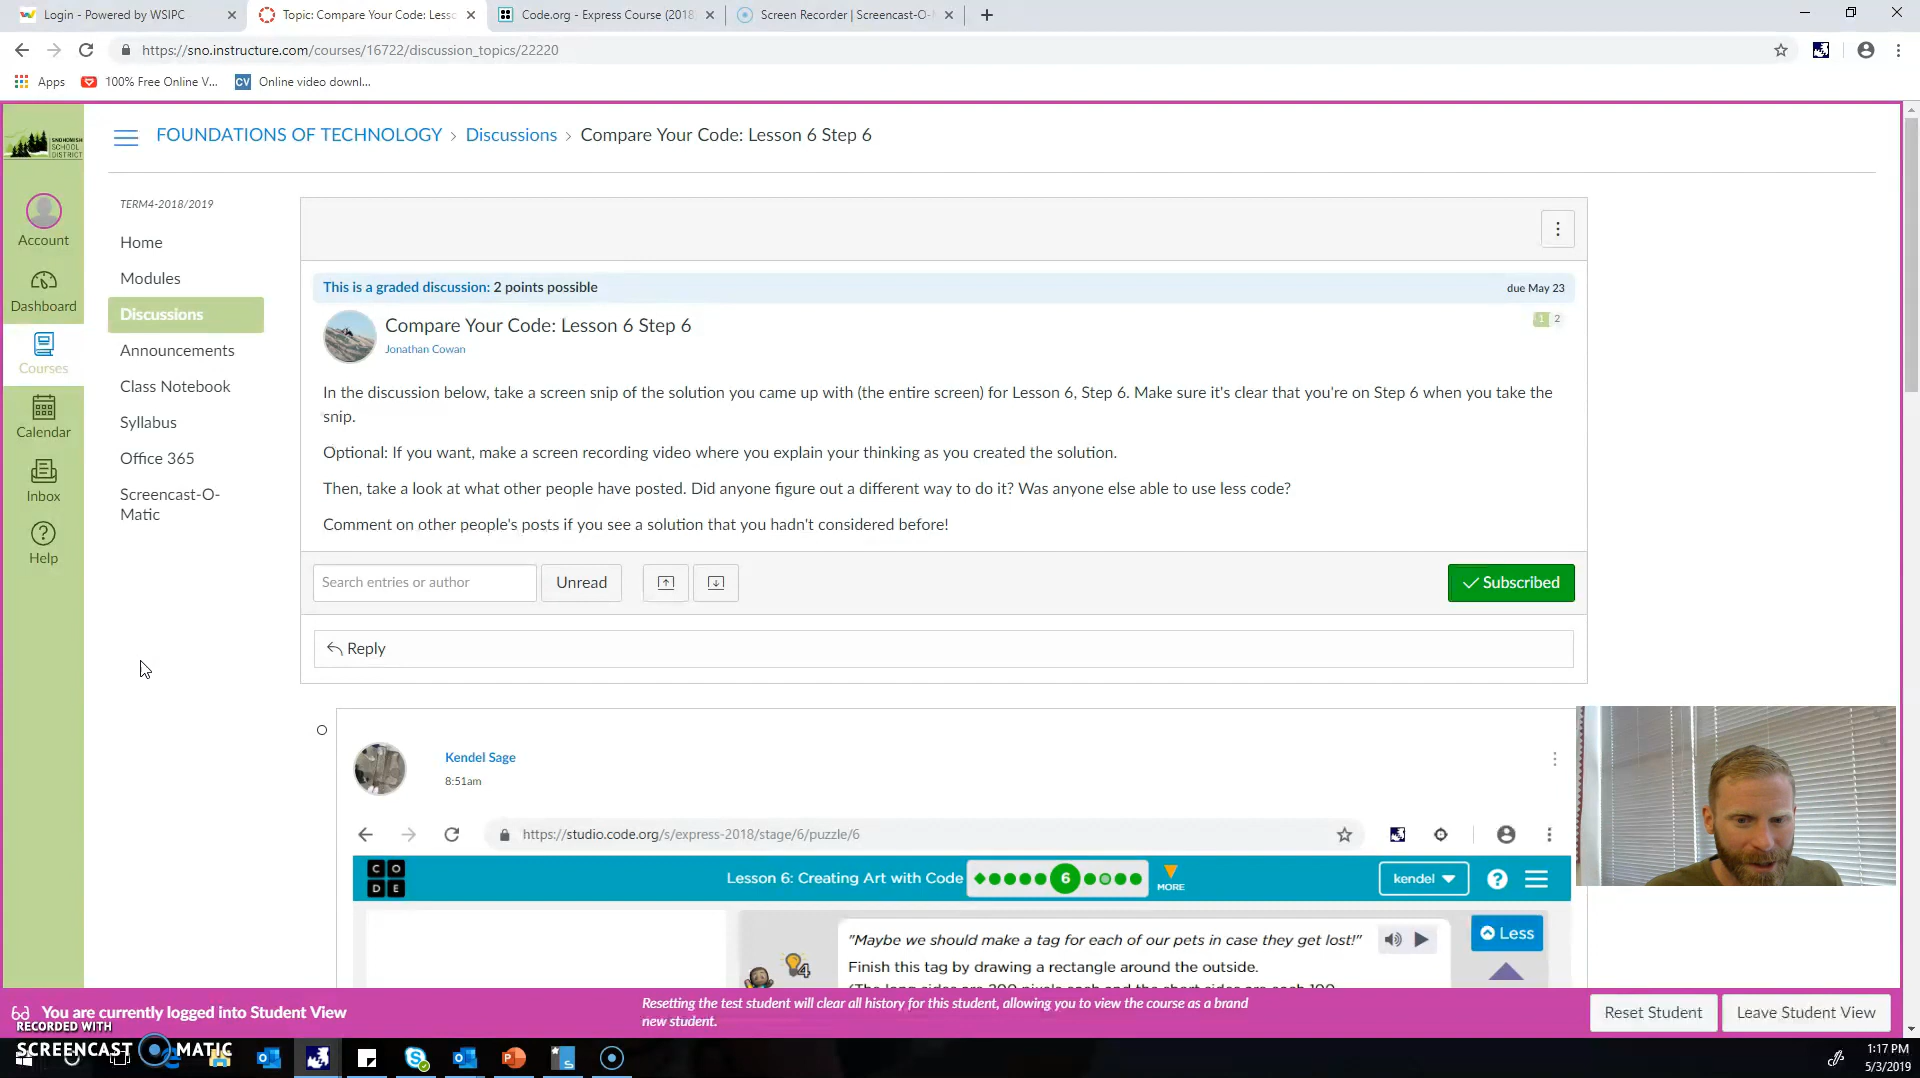 Login - Powered by WSIPC
Topic: Compare Your Code: Less
Code.org - Express Course (2018
Screen Recorder | Screencast-O-
https://sno.instructure.com/courses/16722/discussion_topics/22220
Apps
100% Free Online V...
CV
Online video downl...
SNOHOMISH
SCHOOL
DISTRICT
FOUNDATIONS OF TECHNOLOGY › Discussions › Compare Your Code: Lesson 6 Step 6
Account
Dashboard
Courses
Calendar
Inbox
Help
TERM4-2018/2019
Home
Modules
Discussions
Announcements
Class Notebook
Syllabus
Office 365
Screencast-O-
Matic
This is a graded discussion: 2 points possible
due May 23
Compare Your Code: Lesson 6 Step 6
1 2
Jonathan Cowan
In the discussion below, take a screen snip of the solution you came up with (the entire screen) for Lesson 6, Step 6. Make sure it's clear that you're on Step 6 when you take the
snip.
Optional: If you want, make a screen recording video where you explain your thinking as you created the solution.
Then, take a look at what other people have posted. Did anyone figure out a different way to do it? Was anyone else able to use less code?
Comment on other people's posts if you see a solution that you hadn't considered before!
Search entries or author
Unread
Subscribed
Reply
Kendel Sage
8:51am
https://studio.code.org/s/express-2018/stage/6/puzzle/6
CODE
Lesson 6: Creating Art with Code
6
MORE
kendel
?
"Maybe we should make a tag for each of our pets in case they get lost!"
Less
4
Finish this tag by drawing a rectangle around the outside.
You are currently logged into Student View
Resetting the test student will clear all history for this student, allowing you to view the course as a brand
new student.
Reset Student
Leave Student View
RECORDED WITH
SCREENCAST MATIC
1:17 PM
5/3/2019